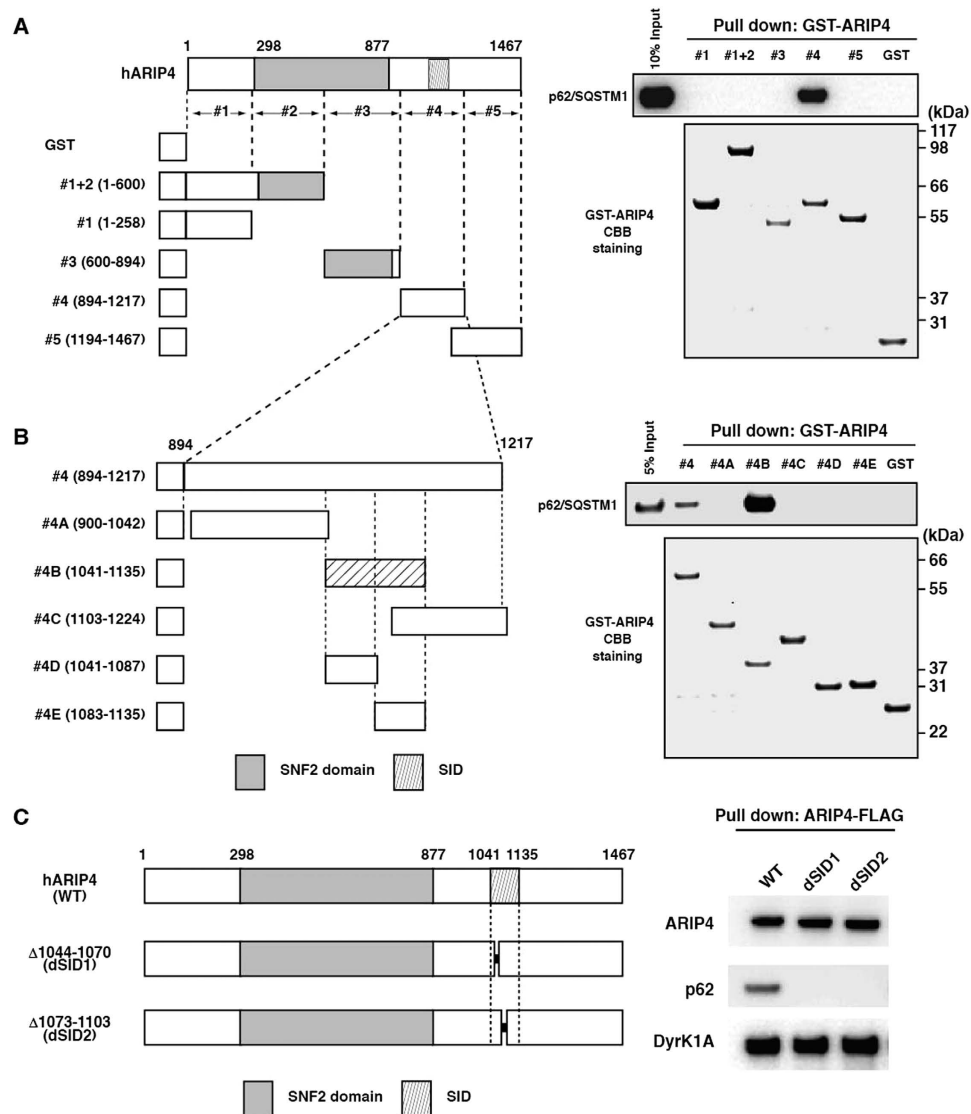 A
1 298 877 1467
hARIP4
#1 #2 #3 #4 #5
GST
#1+2 (1-600)
#1 (1-258)
#3 (600-894)
#4 (894-1217)
#5 (1194-1467)
10% Input
Pull down: GST-ARIP4
#1 #1+2 #3 #4 #5 GST
p62/SQSTM1
(kDa)
117
98
66
55
37
31
GST-ARIP4
CBB
staining
B
894 1217
#4 (894-1217)
#4A (900-1042)
#4B (1041-1135)
#4C (1103-1224)
#4D (1041-1087)
#4E (1083-1135)
SNF2 domain SID
5% Input
Pull down: GST-ARIP4
#4 #4A #4B #4C #4D #4E GST
p62/SQSTM1
(kDa)
66
55
37
31
22
GST-ARIP4
CBB
staining
C
1 298 877 1041 1135 1467
hARIP4
(WT)
Δ1044-1070
(dSID1)
Δ1073-1103
(dSID2)
SNF2 domain SID
Pull down: ARIP4-FLAG
WT dSID1 dSID2
ARIP4
p62
DyrK1A